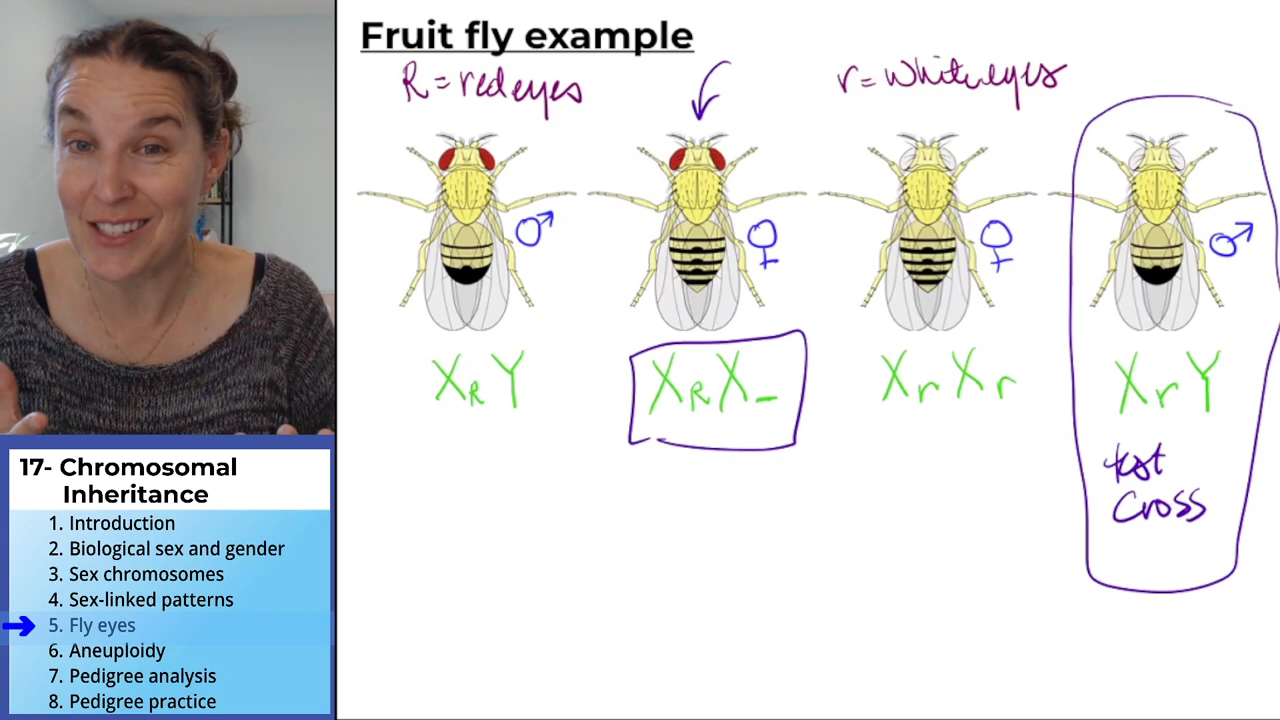 Fruit fly example
R = red eyes
r = white eyes
♂
♀
♀
♂
XR Y
XR X_
Xr Xr
Xr Y
test
cross
17- Chromosomal
Inheritance
1. Introduction
2. Biological sex and gender
3. Sex chromosomes
4. Sex-linked patterns
5. Fly eyes
6. Aneuploidy
7. Pedigree analysis
8. Pedigree practice